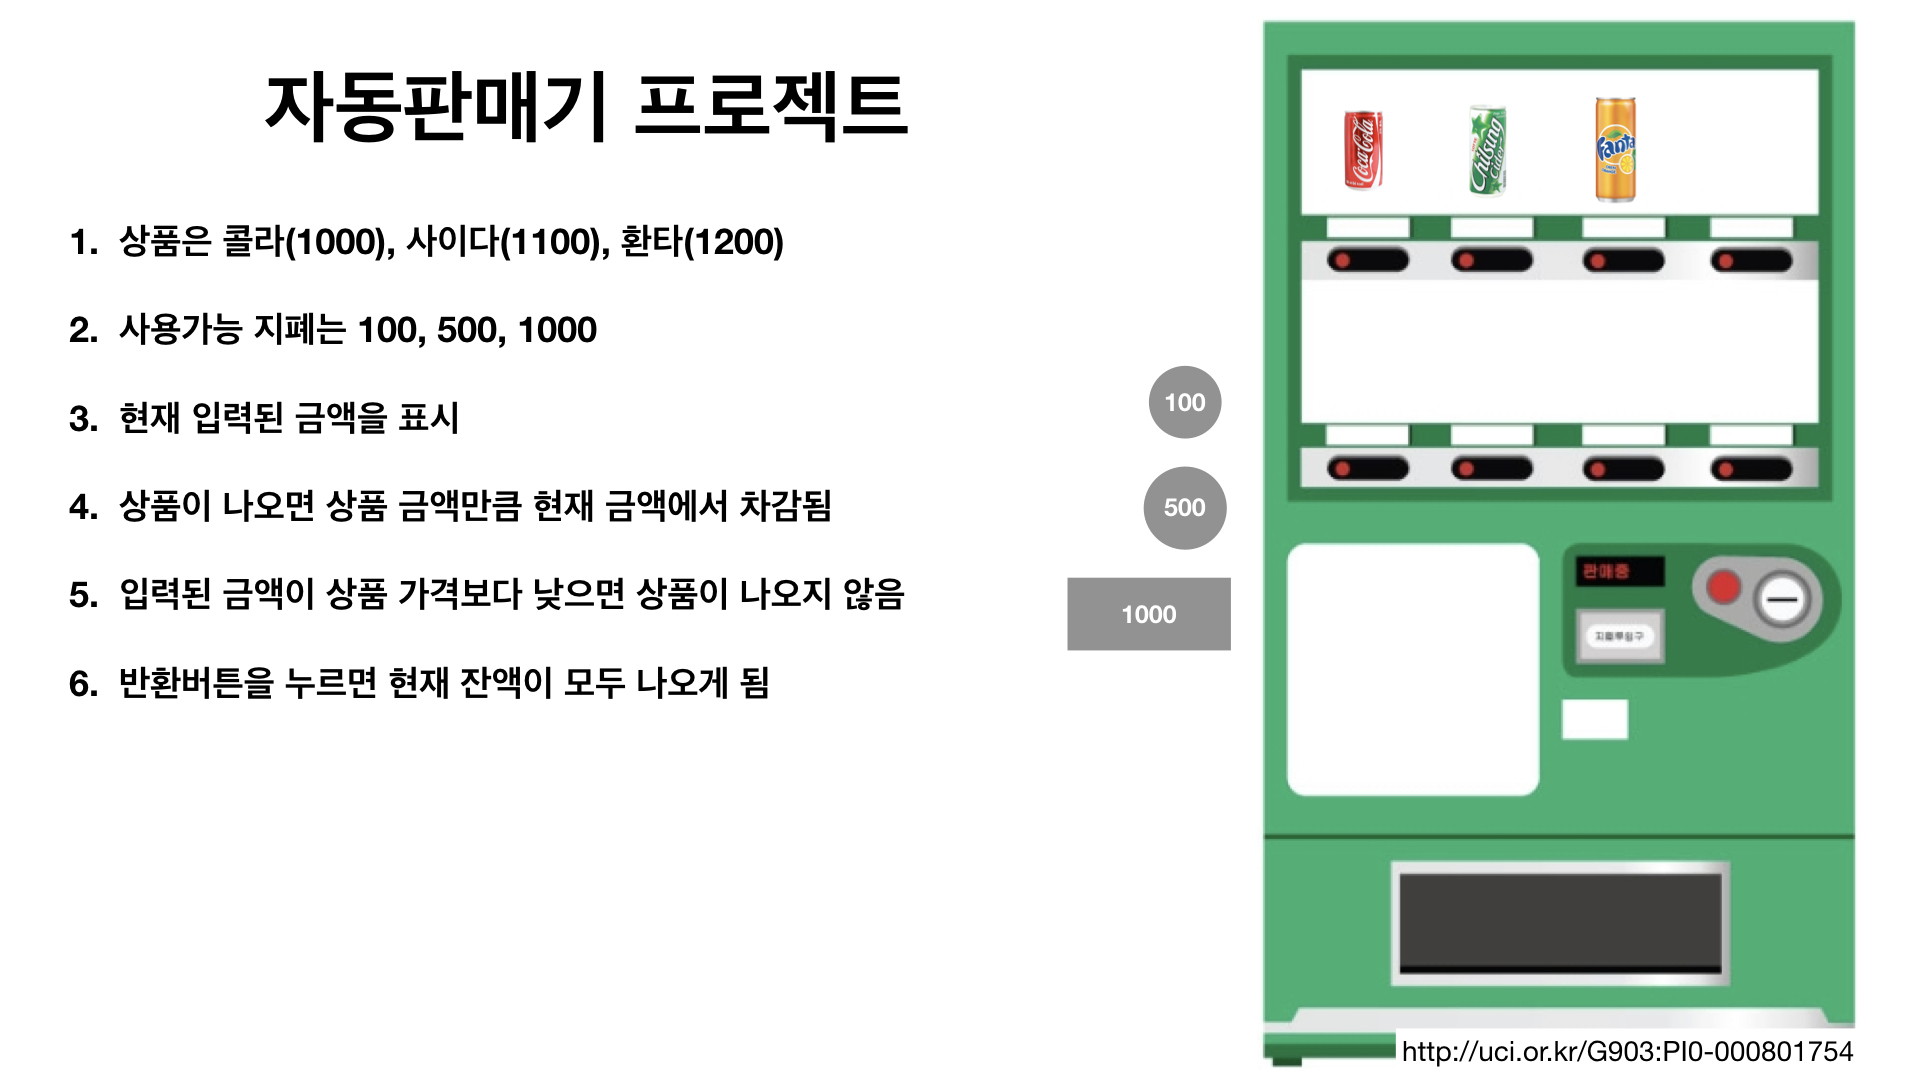 자동판매기 프로젝트
1. 상품은 콜라(1000), 사이다(1100), 환타(1200)
2. 사용가능 지폐는 100, 500, 1000
3. 현재 입력된 금액을 표시
4. 상품이 나오면 상품 금액만큼 현재 금액에서 차감됨
5. 입력된 금액이 상품 가격보다 낮으면 상품이 나오지 않음
6. 반환버튼을 누르면 현재 잔액이 모두 나오게 됨
100
500
1000
Coca-Cola
Chilsung
Cider
Fanta
판매중
지폐투입구
http://uci.or.kr/G903:PI0-000801754